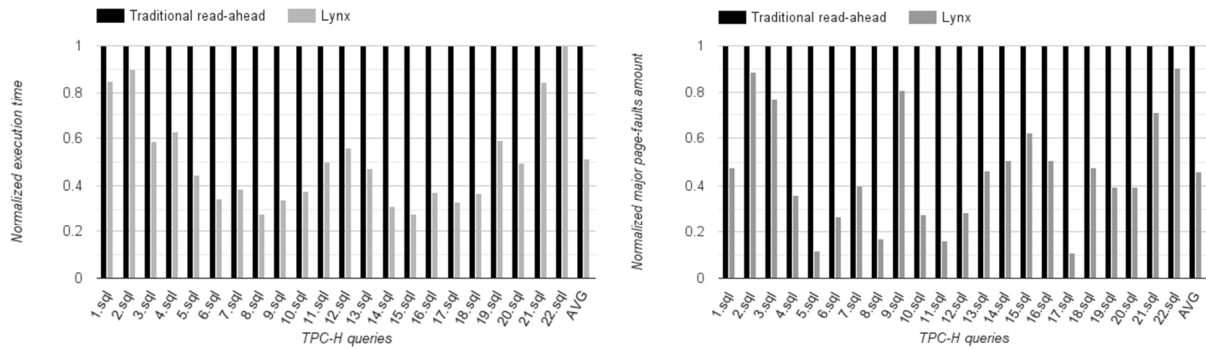 Traditional read-ahead Lynx
Normalized execution time
1
0.8
0.6
0.4
0.2
0
1.sql 2.sql 3.sql 4.sql 5.sql 6.sql 7.sql 8.sql 9.sql 10.sql 11.sql 12.sql 13.sql 14.sql 15.sql 16.sql 17.sql 18.sql 19.sql 20.sql 21.sql 22.sql AVG
TPC-H queries
Traditional read-ahead Lynx
Normalized major page-faults amount
1
0.8
0.6
0.4
0.2
0
1.sql 2.sql 3.sql 4.sql 5.sql 6.sql 7.sql 8.sql 9.sql 10.sql 11.sql 12.sql 13.sql 14.sql 15.sql 16.sql 17.sql 18.sql 19.sql 20.sql 21.sql 22.sql AVG
TPC-H queries